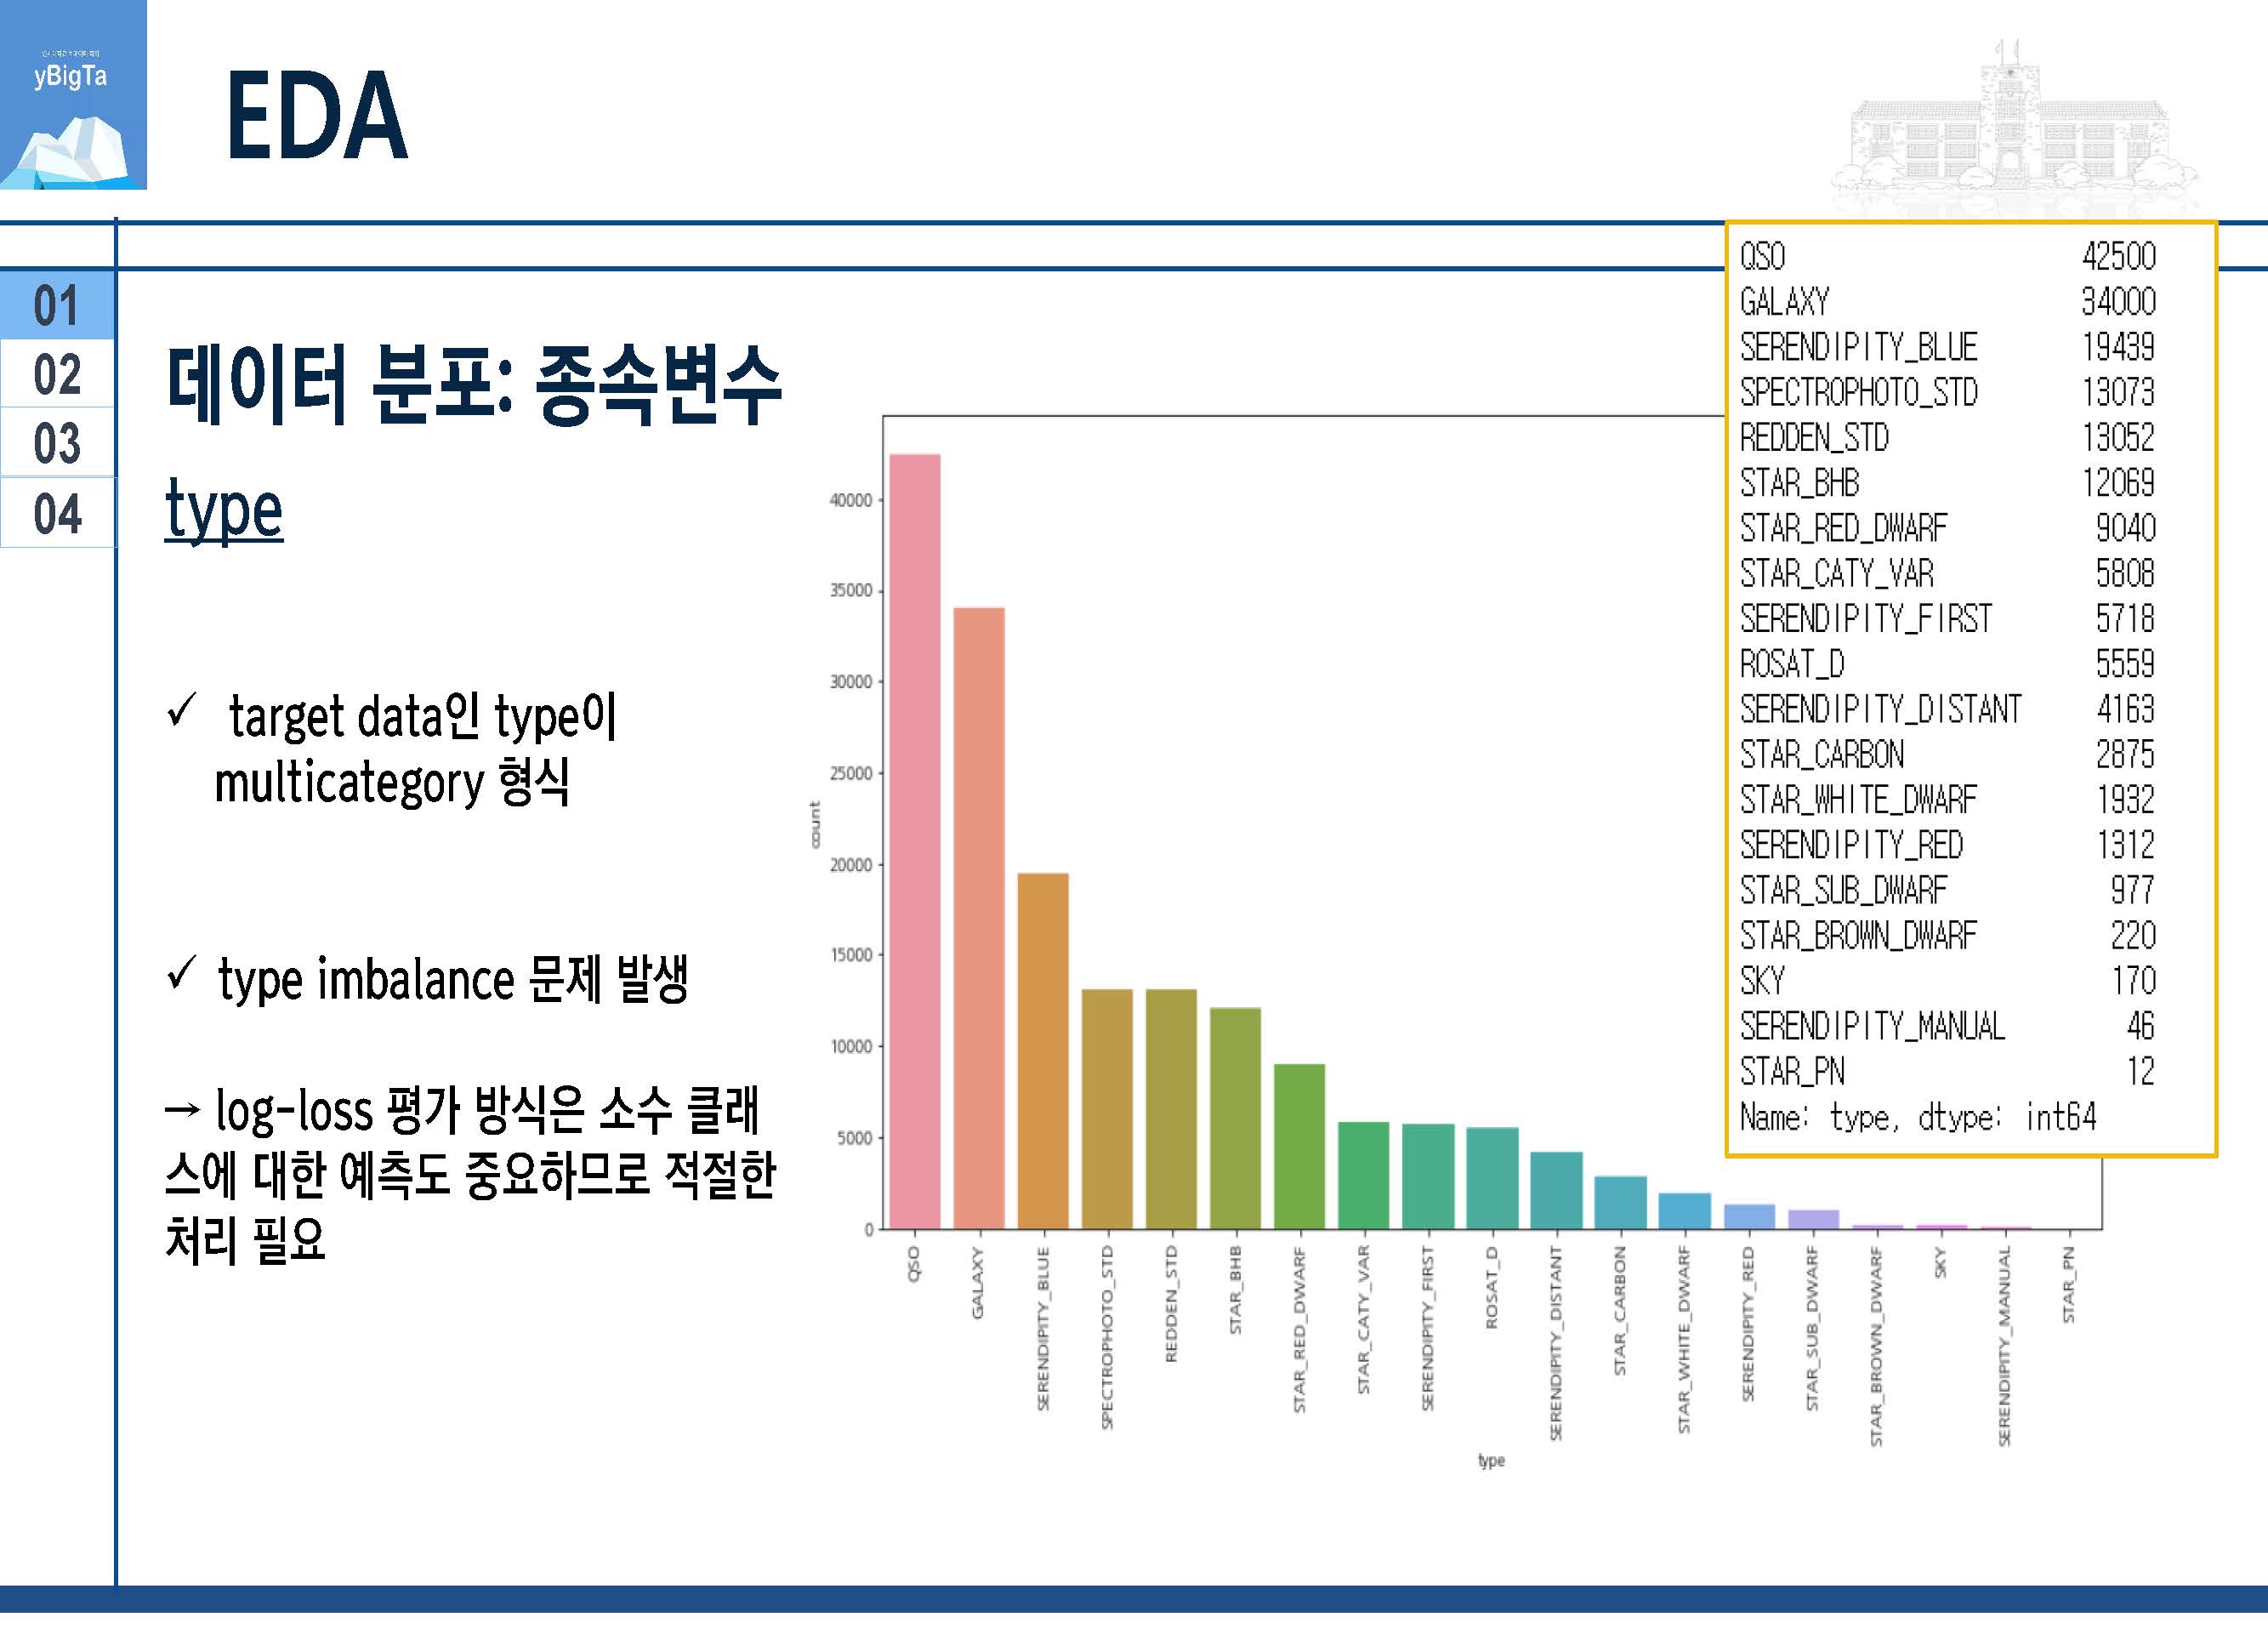 yBigTa
EDA
01
02
03
04
데이터 분포: 종속변수
type
✓ target data인 type이
multicategory 형식
✓ type imbalance 문제 발생
→ log-loss 평가 방식은 소수 클래
스에 대한 예측도 중요하므로 적절한
처리 필요
QSO 42500
GALAXY 34000
SERENDIPITY_BLUE 19439
SPECTROPHOTO_STD 13073
REDDEN_STD 13052
STAR_BHB 12069
STAR_RED_DWARF 9040
STAR_CATY_VAR 5808
SERENDIPITY_FIRST 5718
ROSAT_D 5559
SERENDIPITY_DISTANT 4163
STAR_CARBON 2875
STAR_WHITE_DWARF 1932
SERENDIPITY_RED 1312
STAR_SUB_DWARF 977
STAR_BROWN_DWARF 220
SKY 170
SERENDIPITY_MANUAL 46
STAR_PN 12
Name: type, dtype: int64
count
40000
35000
30000
25000
20000
15000
10000
5000
0
QSO
GALAXY
SERENDIPITY_BLUE
SPECTROPHOTO_STD
REDDEN_STD
STAR_BHB
STAR_RED_DWARF
STAR_CATY_VAR
SERENDIPITY_FIRST
ROSAT_D
SERENDIPITY_DISTANT
STAR_CARBON
STAR_WHITE_DWARF
SERENDIPITY_RED
STAR_SUB_DWARF
STAR_BROWN_DWARF
SKY
SERENDIPITY_MANUAL
STAR_PN
type